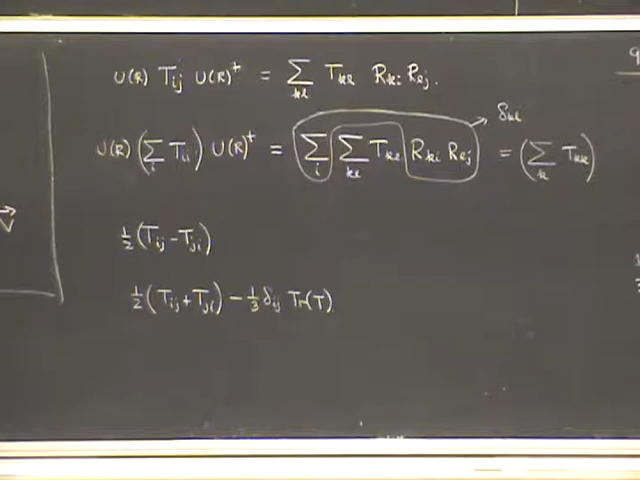 U(R) T_ij U(R)^† = Σ_kl T_kl R_ki R_lj.
δ_kl
U(R) (Σ_i T_ii) U(R)^† = Σ_i Σ_kl T_kl R_ki R_lj = (Σ_k T_kk)
V⃗
½(T_ij - T_ji)
½(T_ij + T_ji) - ⅓ δ_ij Tr(T)
9